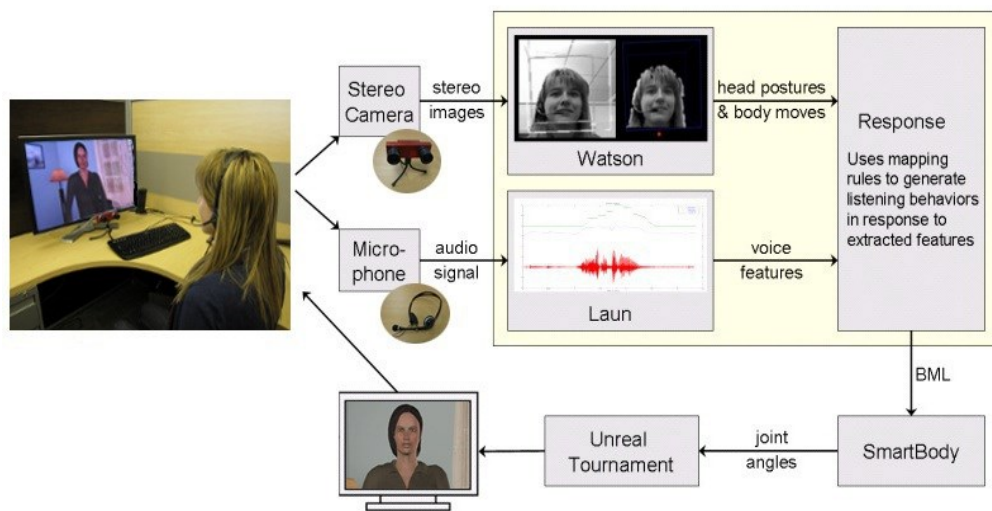 Stereo
Camera
stereo
images
Watson
head postures
& body moves
Response
Uses mapping
rules to generate
listening behaviors
in response to
extracted features
Micro-
phone
audio
signal
Laun
voice
features
BML
SmartBody
joint
angles
Unreal
Tournament